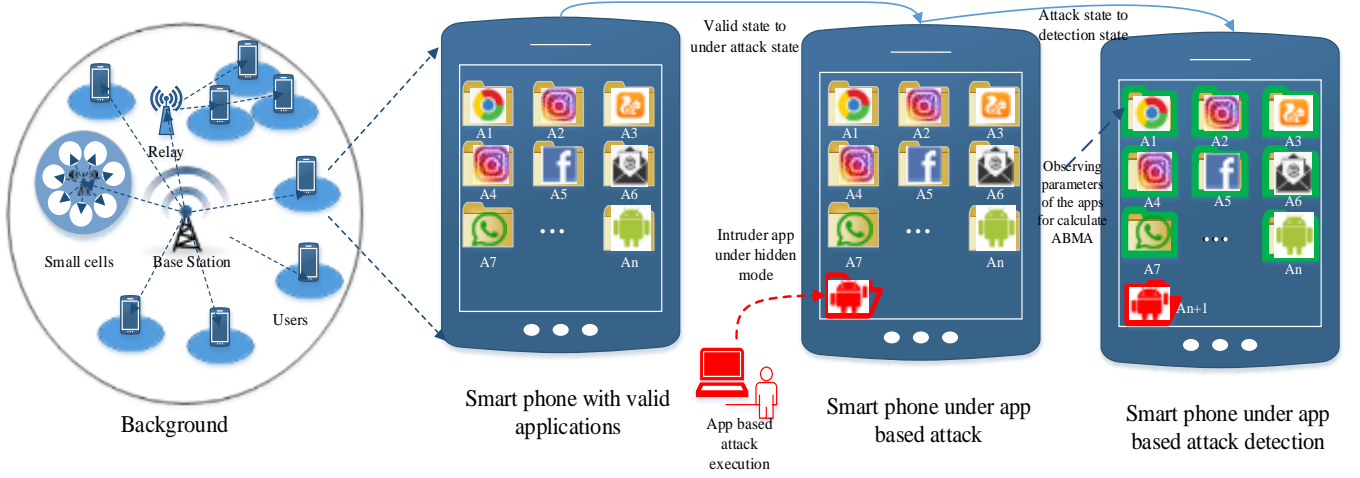 Relay
Small cells
Base Station
Users
Background
A1
A2
A3
A4
A5
A6
A7
...
An
Smart phone with valid
applications
Valid state to
under attack state
Intruder app
under hidden
mode
App based
attack
execution
A1
A2
A3
A4
A5
A6
A7
...
An
Smart phone under app
based attack
Attack state to
detection state
Observing
parameters
of the apps
for calculate
ABMA
A1
A2
A3
A4
A5
A6
A7
...
An
An+1
Smart phone under app
based attack detection